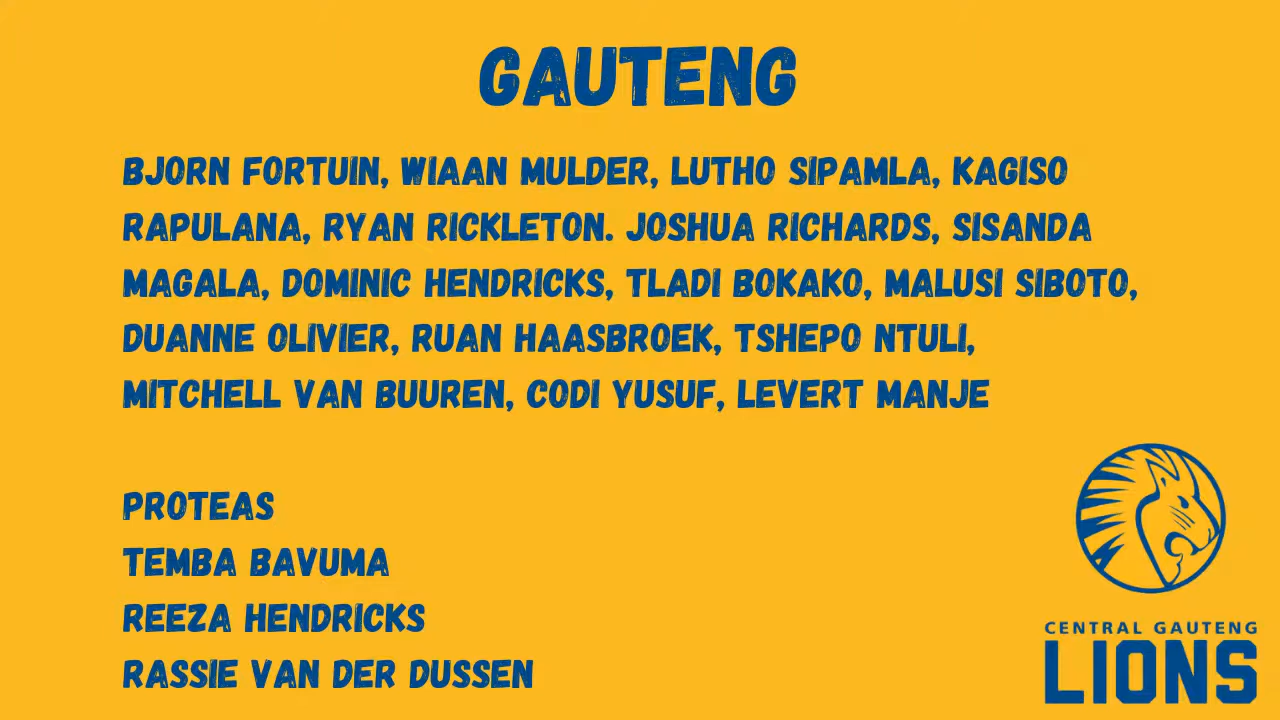 GAUTENG
BJORN FORTUIN, WIAAN MULDER, LUTHO SIPAMLA, KAGISO
RAPULANA, RYAN RICKLETON. JOSHUA RICHARDS, SISANDA
MAGALA, DOMINIC HENDRICKS, TLADI BOKAKO, MALUSI SIBOTO,
DUANNE OLIVIER, RUAN HAASBROEK, TSHEPO NTULI,
MITCHELL VAN BUUREN, CODI YUSUF, LEVERT MANJE
PROTEAS
TEMBA BAVUMA
REEZA HENDRICKS
RASSIE VAN DER DUSSEN
CENTRAL GAUTENG
LIONS